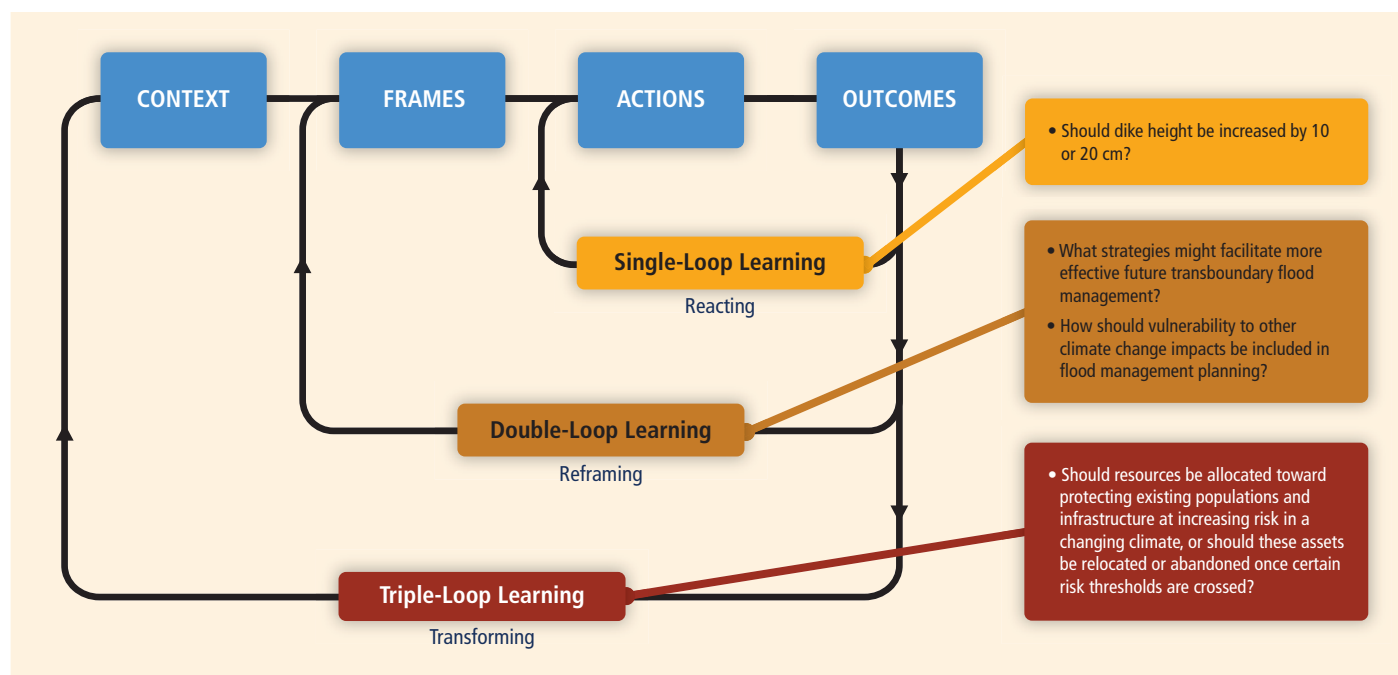 CONTEXT
FRAMES
ACTIONS
OUTCOMES
• Should dike height be increased by 10
or 20 cm?
Single-Loop Learning
Reacting
• What strategies might facilitate more
effective future transboundary flood
management?
• How should vulnerability to other
climate change impacts be included in
flood management planning?
Double-Loop Learning
Reframing
• Should resources be allocated toward
protecting existing populations and
infrastructure at increasing risk in a
changing climate, or should these assets
be relocated or abandoned once certain
risk thresholds are crossed?
Triple-Loop Learning
Transforming